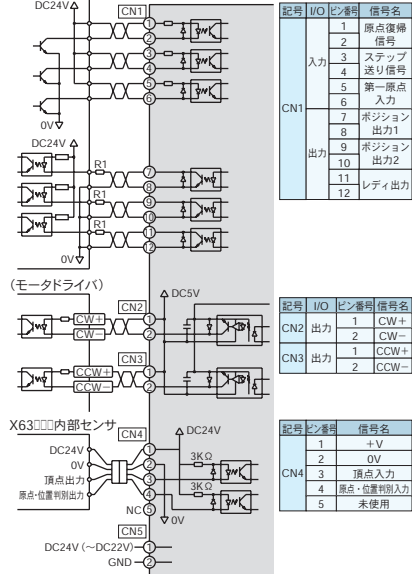 DC24V
CN1
1
2
3
4
5
6
0V
DC24V
R1
7
8
R1
9
10
R1
11
12
0V
(モータドライバ)
DC5V
CN2
CW+
1
CW−
2
CN3
CCW+
1
CCW−
2
X63□□□内部センサ
CN4
DC24V
DC24V
1
0V
2
3KΩ
頂点出力
3
原点・位置判別出力
4
3KΩ
NC
5
0V
CN5
DC24V (〜DC22V)
1
GND
2
記号 I/O ピン番号 信号名
CN1
入力
1 原点復帰
2 信号
3 ステップ
4 送り信号
5 第一原点
6 入力
出力
7 ポジション
8 出力1
9 ポジション
10 出力2
11 レディ出力
12
記号 I/O ピン番号 信号名
CN2 出力 1 CW+
2 CW−
CN3 出力 1 CCW+
2 CCW−
記号 ピン番号 信号名
CN4
1 +V
2 0V
3 頂点入力
4 原点・位置判別入力
5 未使用